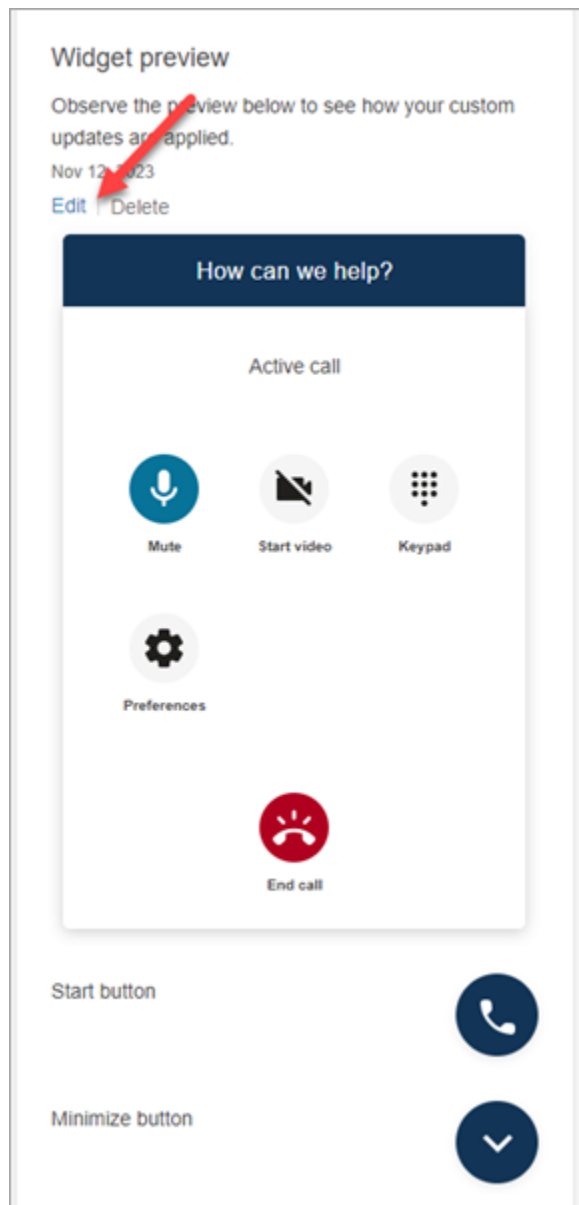 Widget preview
Observe the preview below to see how your custom
updates are applied.
Nov 12, 2023
Edit | Delete
How can we help?
Active call
Mute Start video Keypad
Preferences
End call
Start button
Minimize button